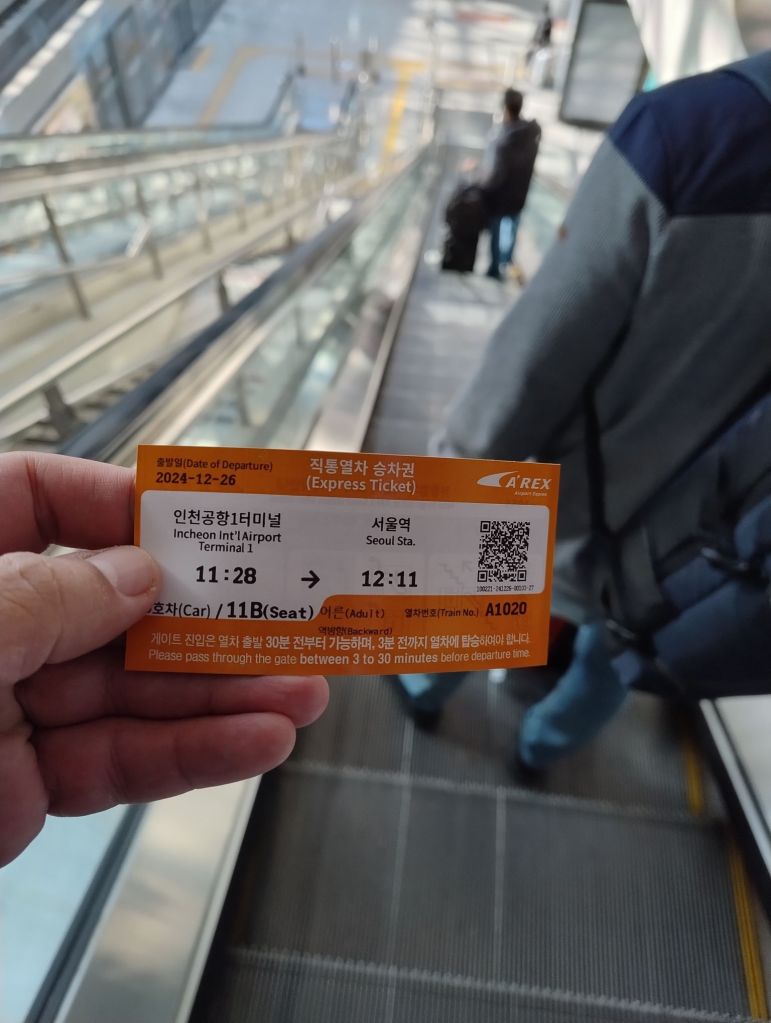 출발일(Date of Departure)
2024-12-26
직통열차 승차권
(Express Ticket)
A'REX
Airport Express
인천공항1터미널
Incheon Int'l Airport
Terminal 1
서울역
Seoul Sta.
11:28 → 12:11
호차(Car) / 11B(Seat) 어른(Adult) 열차번호(Train No.) A1020
역방향(Backward)
게이트 진입은 열차 출발 30분 전부터 가능하며, 3분 전까지 열차에 탑승하여야 합니다.
Please pass through the gate between 3 to 30 minutes before departure time.